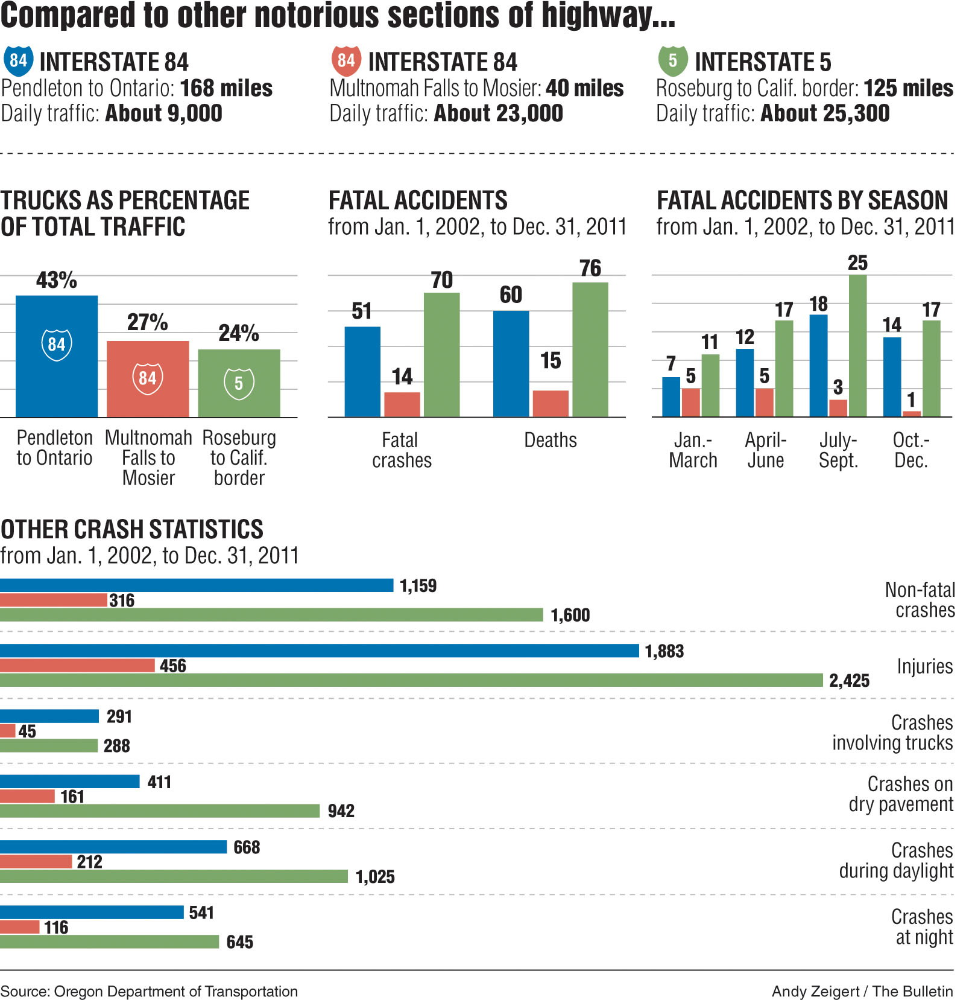 Compared to other notorious sections of highway...
84 INTERSTATE 84
Pendleton to Ontario: 168 miles
Daily traffic: About 9,000
84 INTERSTATE 84
Multnomah Falls to Mosier: 40 miles
Daily traffic: About 23,000
5 INTERSTATE 5
Roseburg to Calif. border: 125 miles
Daily traffic: About 25,300
TRUCKS AS PERCENTAGE
OF TOTAL TRAFFIC
43%
27%
24%
84
84
5
Pendleton
to Ontario
Multnomah
Falls to
Mosier
Roseburg
to Calif.
border
FATAL ACCIDENTS
from Jan. 1, 2002, to Dec. 31, 2011
51
14
70
60
15
76
Fatal
crashes
Deaths
FATAL ACCIDENTS BY SEASON
from Jan. 1, 2002, to Dec. 31, 2011
7
5
11
12
5
17
18
3
25
14
1
17
Jan.-
March
April-
June
July-
Sept.
Oct.-
Dec.
OTHER CRASH STATISTICS
from Jan. 1, 2002, to Dec. 31, 2011
1,159
316
1,600
Non-fatal
crashes
1,883
456
2,425
Injuries
291
45
288
Crashes
involving trucks
411
161
942
Crashes on
dry pavement
668
212
1,025
Crashes
during daylight
541
116
645
Crashes
at night
Source: Oregon Department of Transportation
Andy Zeigert / The Bulletin